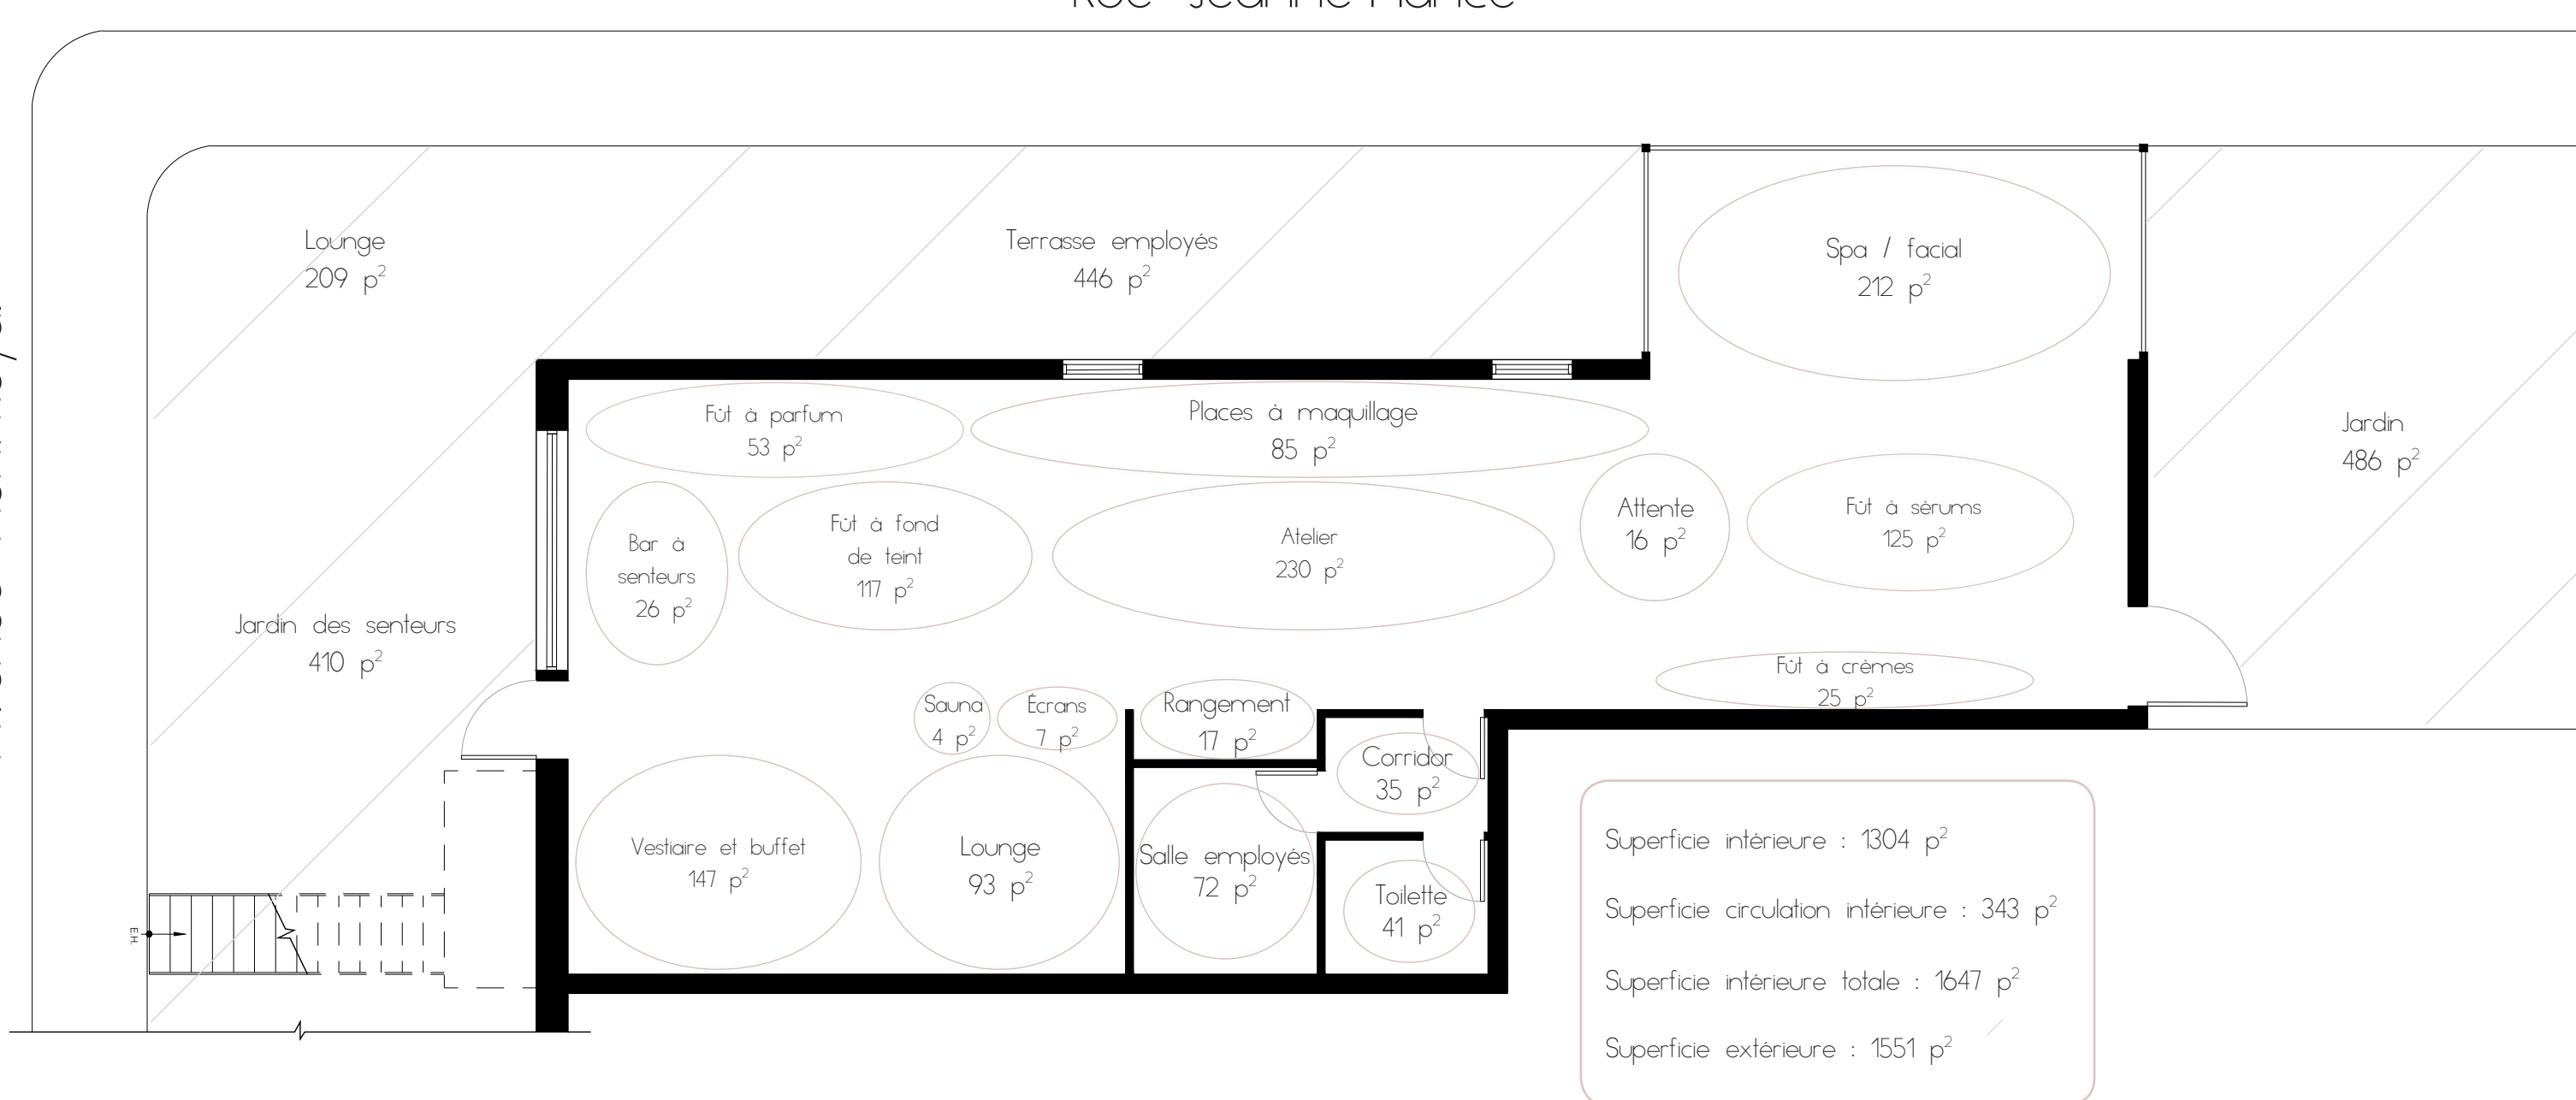 Lounge
209 p²
Terrasse employés
446 p²
Spa / facial
212 p²
Fût à parfum
53 p²
Places à maquillage
85 p²
Jardin
486 p²
Bar à
senteurs
26 p²
Fût à fond
de teint
117 p²
Atelier
230 p²
Attente
16 p²
Fût à sérums
125 p²
Jardin des senteurs
410 p²
Sauna
4 p²
Écrans
7 p²
Rangement
17 p²
Corridor
35 p²
Fût à crèmes
25 p²
Vestiaire et buffet
147 p²
Lounge
93 p²
Salle employés
72 p²
Toilette
41 p²
E.H.
Superficie intérieure : 1304 p²
Superficie circulation intérieure : 343 p²
Superficie intérieure totale : 1647 p²
Superficie extérieure : 1551 p²